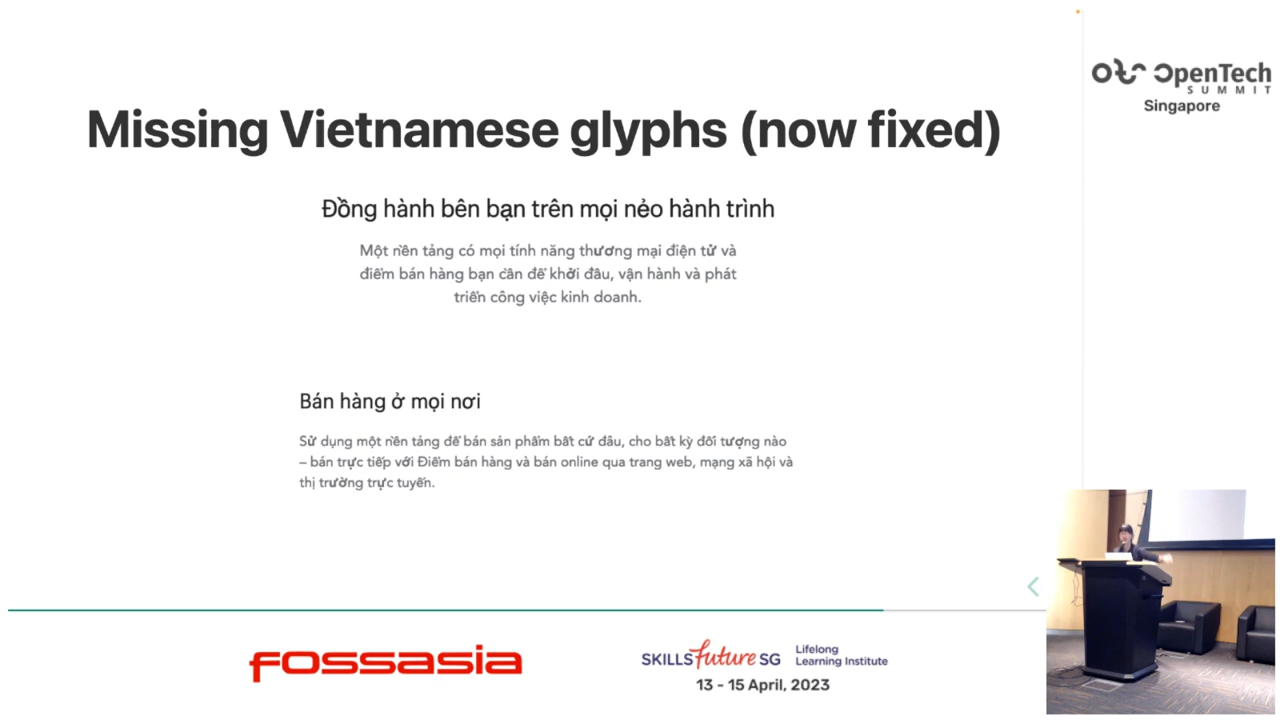 OpenTech
SUMMIT
Singapore
Missing Vietnamese glyphs (now fixed)
Đồng hành bên bạn trên mọi nẻo hành trình
Một nền tảng có mọi tính năng thương mại điện tử và
điểm bán hàng bạn cần để khởi đầu, vận hành và phát
triển công việc kinh doanh.
Bán hàng ở mọi nơi
Sử dụng một nền tảng để bán sản phẩm bất cứ đâu, cho bất kỳ đối tượng nào
– bán trực tiếp với Điểm bán hàng và bán online qua trang web, mạng xã hội và
thị trường trực tuyến.
fossasia
SKILLSfuture SG
Lifelong
Learning Institute
13 - 15 April, 2023